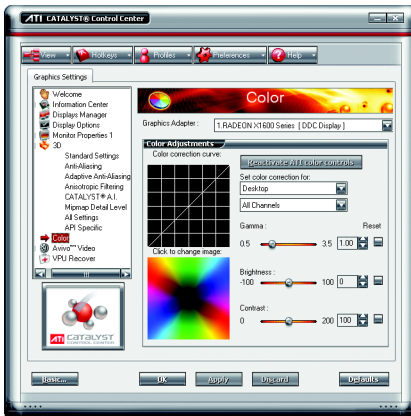 ATI CATALYST® Control Center
View Hotkeys Profiles Preferences Help
Graphics Settings
Welcome
Information Center
Displays Manager
Display Options
Monitor Properties 1
3D
Standard Settings
Anti-Aliasing
Adaptive Anti-Aliasing
Anisotropic Filtering
CATALYST® A.I.
Mipmap Detail Level
All Settings
API Specific
Color
Avivo™ Video
VPU Recover
ATI CATALYST
CONTROL CENTER
Color
Graphics Adapter :
1.RADEON X1600 Series [ DDC Display ]
Color Adjustments
Color correction curve:
Click to change image:
Reactivate ATI color controls
Set color correction for:
Desktop
All Channels
Gamma : Reset
0.5 3.5 1.00
Brightness :
-100 100 0
Contrast :
0 200 100
Basic... OK Apply Discard Defaults